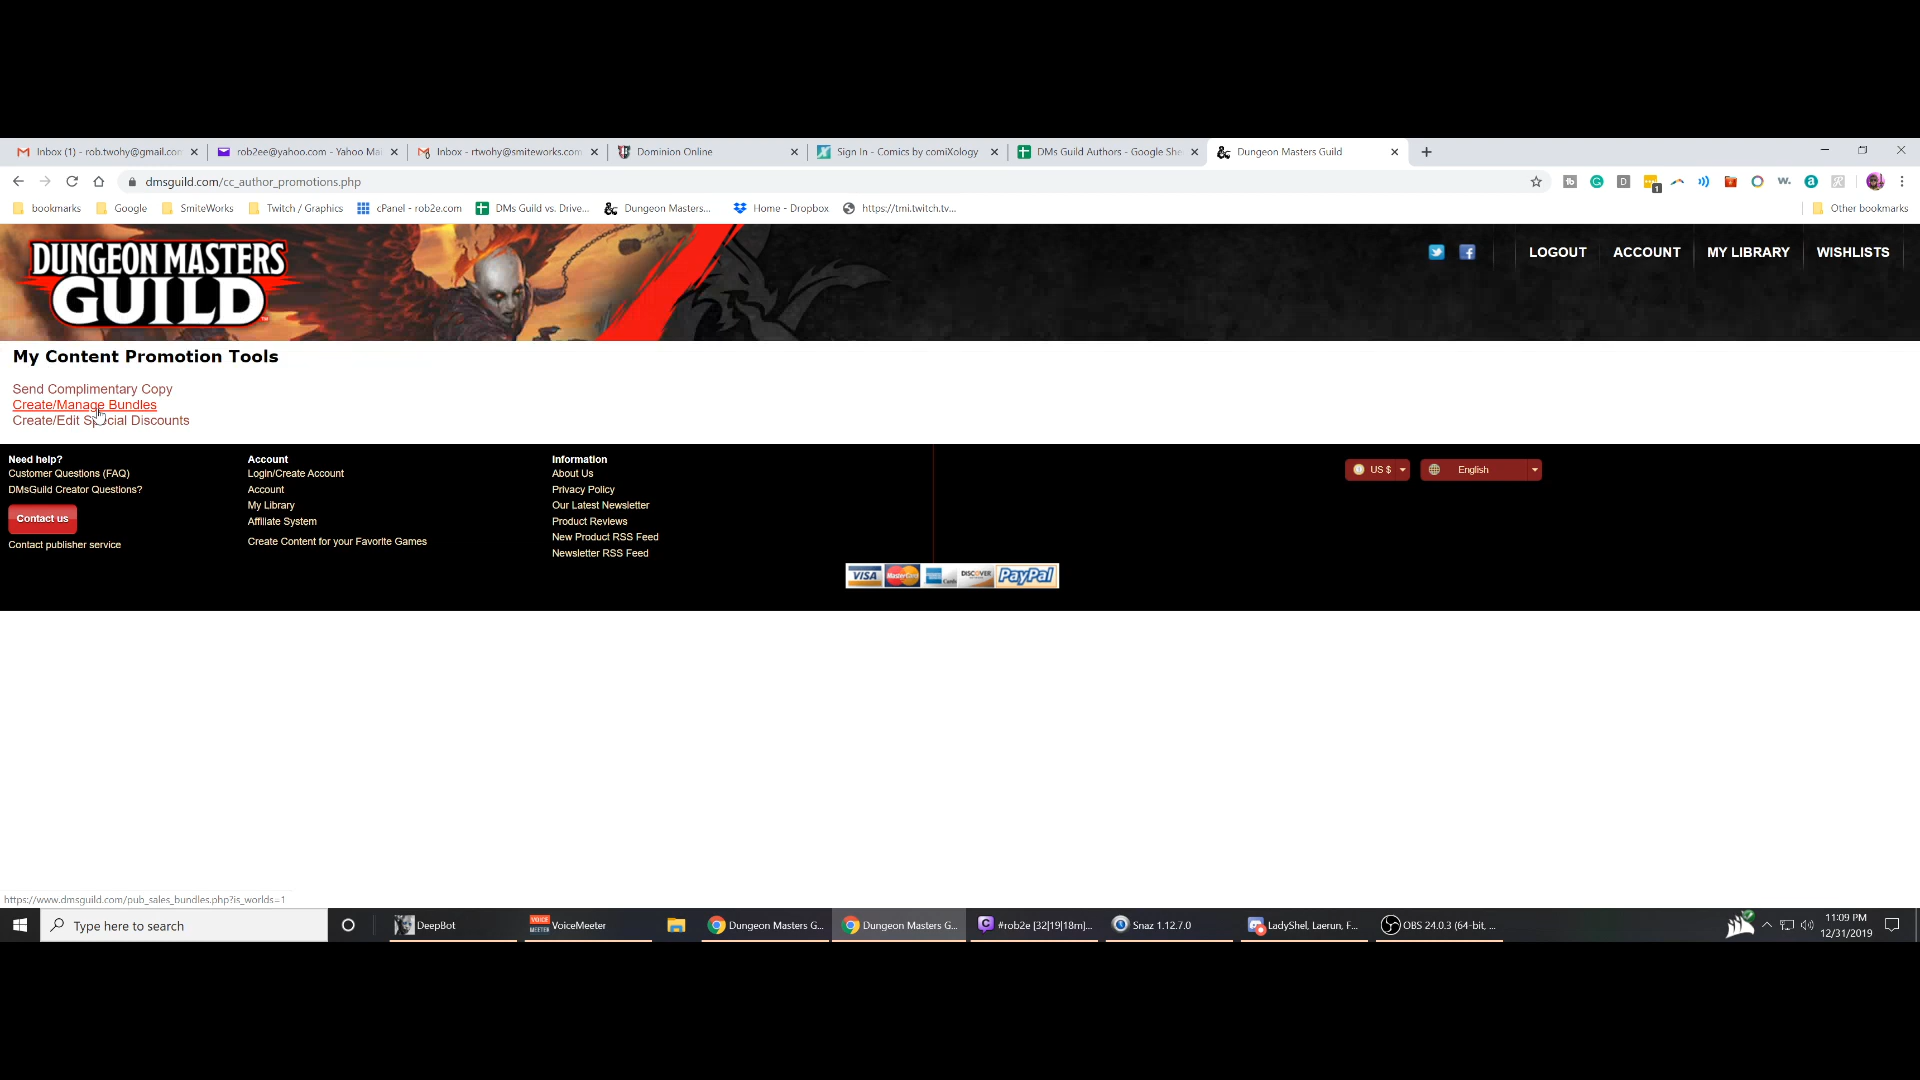 Inbox (1) - rob.twohy@gmail.con
rob2ee@yahoo.com - Yahoo Mai
Inbox - rtwohy@smiteworks.com
Dominion Online
Sign In - Comics by comiXology
DMs Guild Authors - Google She
Dungeon Masters Guild
dmsguild.com/cc_author_promotions.php
bookmarks
Google
SmiteWorks
Twitch / Graphics
cPanel - rob2e.com
DMs Guild vs. Drive...
Dungeon Masters...
Home - Dropbox
https://tmi.twitch.tv...
Other bookmarks
DUNGEON MASTERS
GUILD
LOGOUT
ACCOUNT
MY LIBRARY
WISHLISTS
My Content Promotion Tools
Send Complimentary Copy
Create/Manage Bundles
Create/Edit Special Discounts
Need help?
Customer Questions (FAQ)
DMsGuild Creator Questions?
Contact us
Contact publisher service
Account
Login/Create Account
Account
My Library
Affiliate System
Create Content for your Favorite Games
Information
About Us
Privacy Policy
Our Latest Newsletter
Product Reviews
New Product RSS Feed
Newsletter RSS Feed
US $
English
VISA
MasterCard
DISCOVER
PayPal
https://www.dmsguild.com/pub_sales_bundles.php?is_worlds=1
Type here to search
DeepBot
VOICE
MEETER
VoiceMeeter
Dungeon Masters G...
Dungeon Masters G...
#rob2e [32|19|18m]...
Snaz 1.12.7.0
LadyShel, Laerun, F...
OBS 24.0.3 (64-bit, ...
11:09 PM
12/31/2019